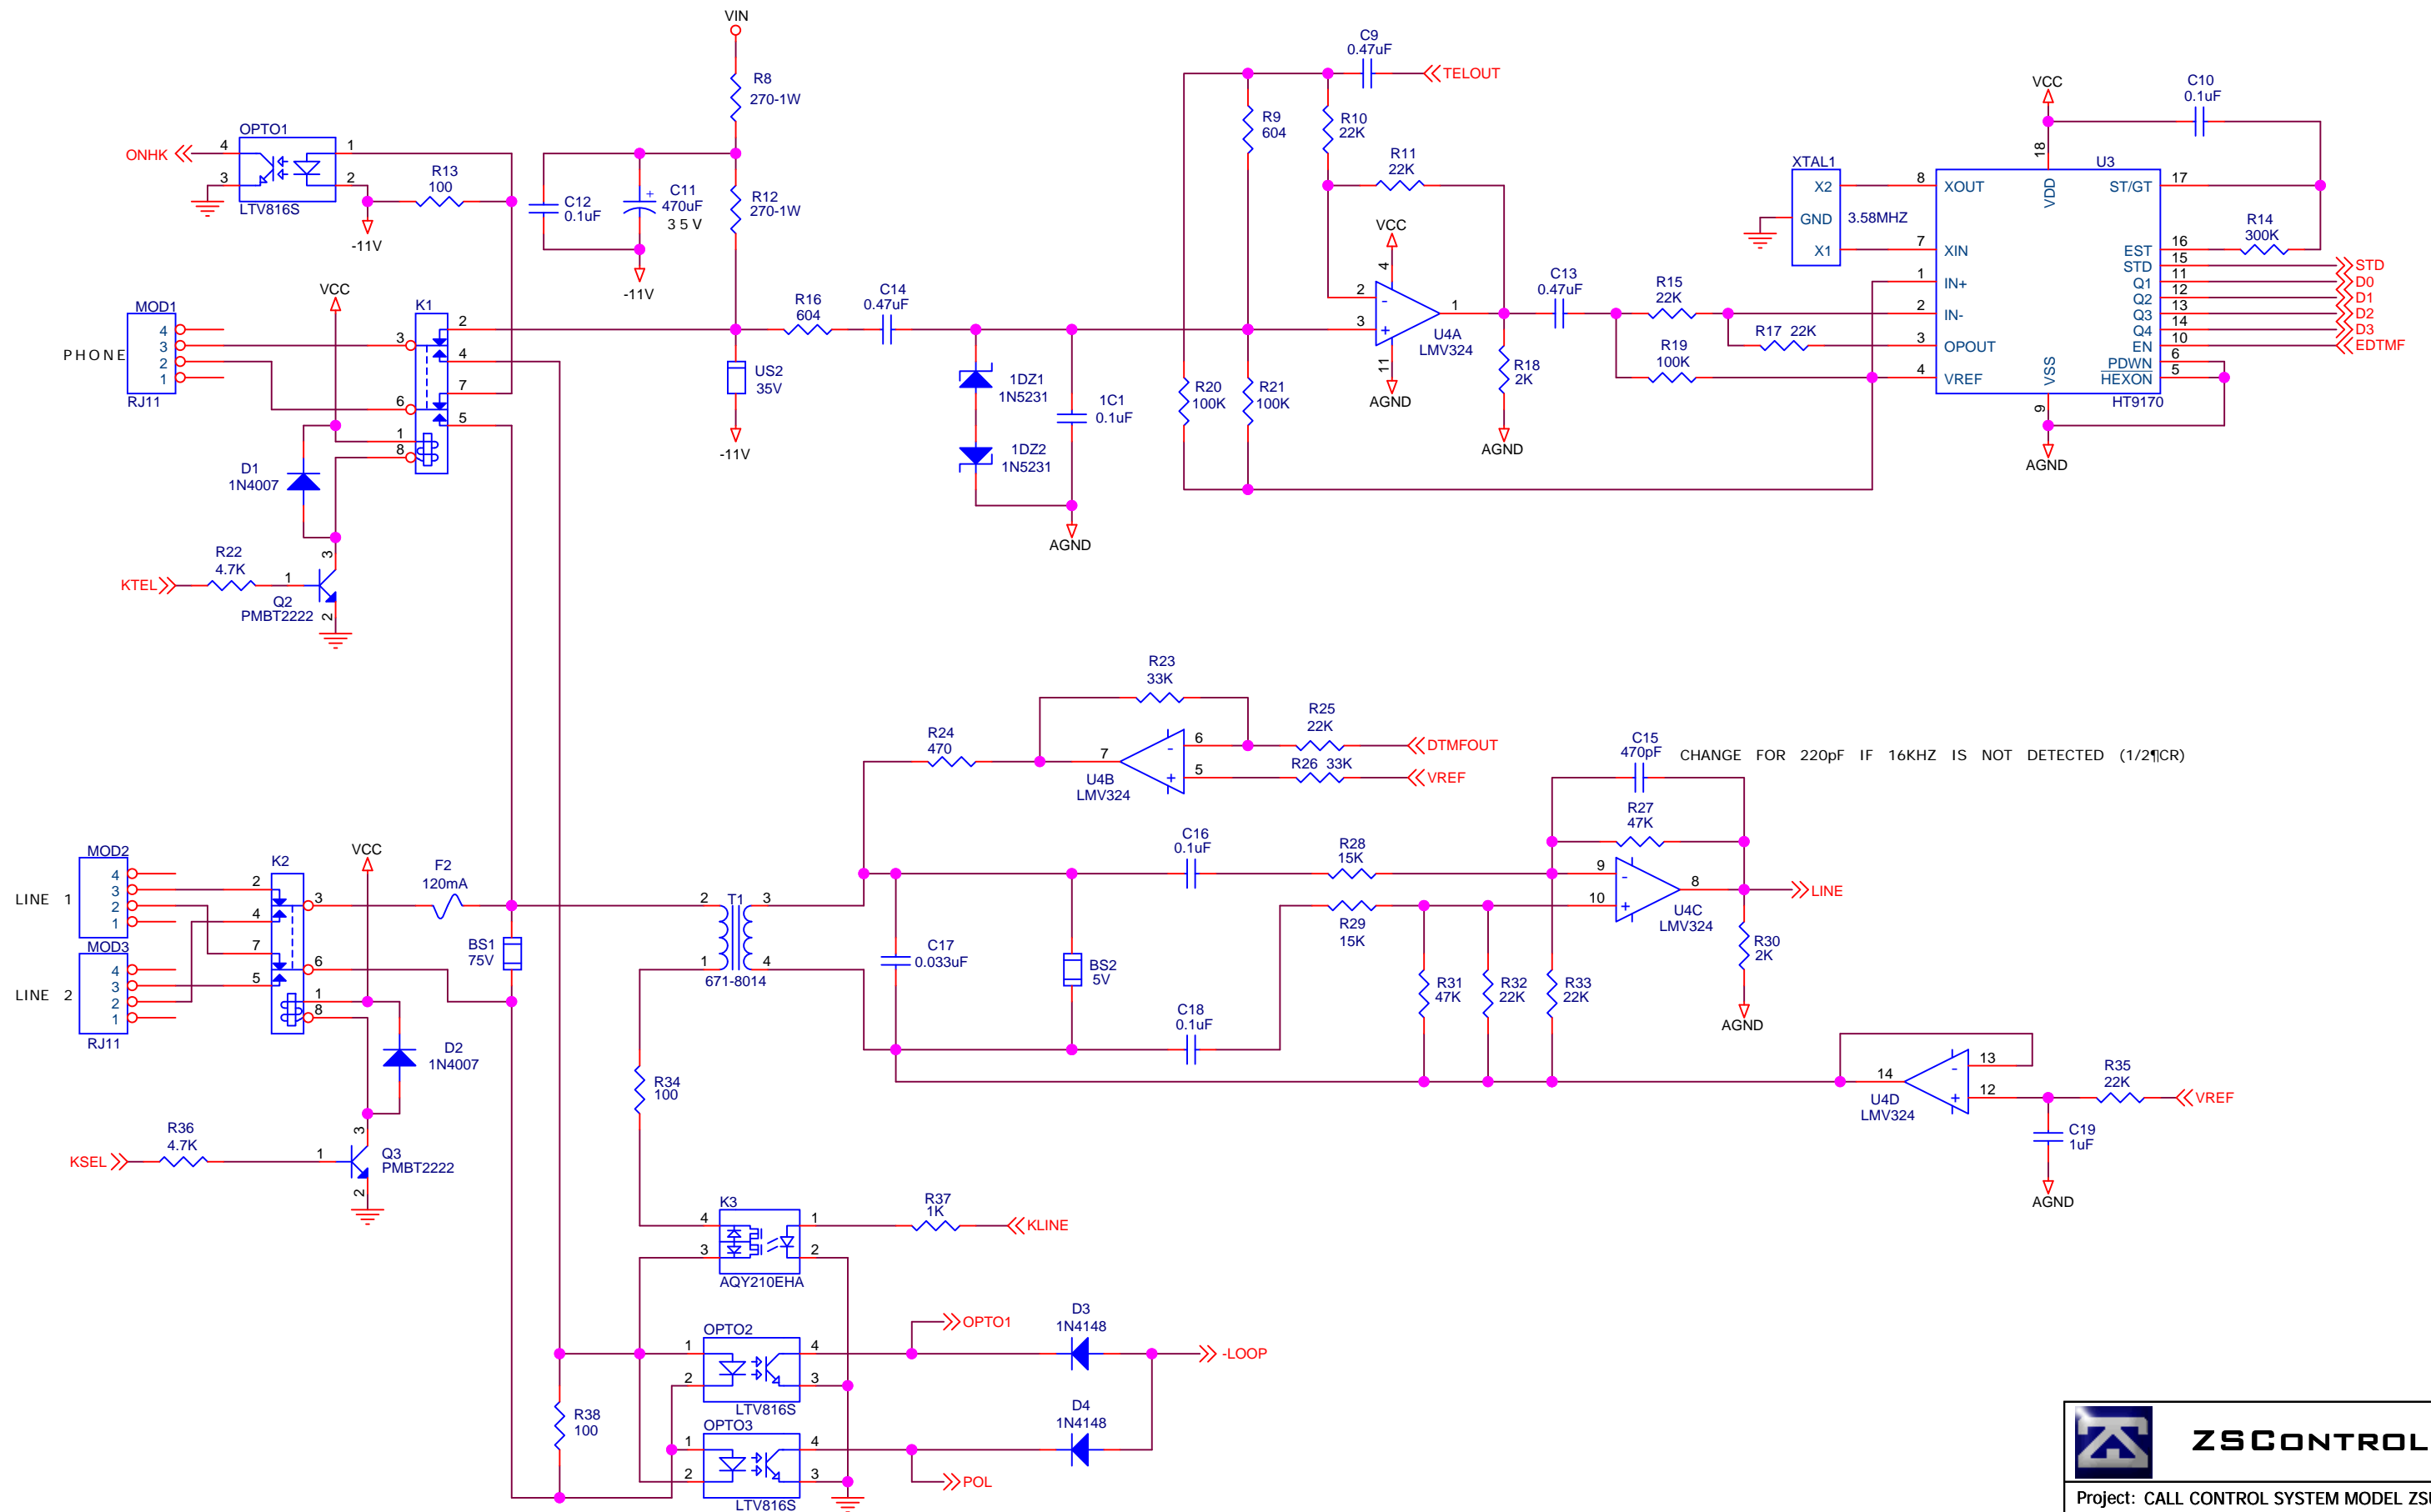 VIN
R8
270-1W
C9
0.47uF
TELOUT
R9
604
R10
22K
R11
22K
VCC
C10
0.1uF
OPTO1
ONHK
4
1
3
2
LTV816S
R13
100
-11V
C12
0.1uF
+
C11
470uF
35V
-11V
R12
270-1W
XTAL1
X2
GND
X1
3.58MHZ
U3
18
VDD
8
XOUT
7
XIN
1
IN+
2
IN-
3
OPOUT
4
VREF
VSS
9
ST/GT
17
EST
16
STD
15
Q1
11
Q2
12
Q3
13
Q4
14
EN
10
PDWN
6
HEXON
5
HT9170
R14
300K
STD
D0
D1
D2
D3
EDTMF
AGND
MOD1
PHONE
4
3
2
1
RJ11
VCC
K1
2
3
4
7
6
5
1
8
R16
604
C14
0.47uF
US2
35V
-11V
1DZ1
1N5231
1DZ2
1N5231
1C1
0.1uF
AGND
VCC
4
2
-
3
+
1
11
U4A
LMV324
AGND
C13
0.47uF
R15
22K
R17 22K
R19
100K
R18
2K
AGND
R20
100K
R21
100K
D1
1N4007
R22
4.7K
KTEL
1
3
2
Q2
PMBT2222
R23
33K
R24
470
7
6
-
5
+
U4B
LMV324
R25
22K
DTMFOUT
R26 33K
VREF
C15
470pF
CHANGE FOR 220pF IF 16KHZ IS NOT DETECTED (1/2¶CR)
R27
47K
MOD2
LINE 1
4
3
2
1
MOD3
LINE 2
4
3
2
1
RJ11
K2
2
3
4
7
6
5
1
8
VCC
F2
120mA
BS1
75V
D2
1N4007
T1
2
3
1
4
671-8014
C16
0.1uF
R28
15K
R29
15K
9
-
10
+
8
U4C
LMV324
LINE
R30
2K
AGND
C17
0.033uF
BS2
5V
C18
0.1uF
R31
47K
R32
22K
R33
22K
14
13
-
12
+
U4D
LMV324
R35
22K
VREF
C19
1uF
AGND
R34
100
R36
4.7K
KSEL
1
3
2
Q3
PMBT2222
K3
4
1
3
2
AQY210EHA
R37
1K
KLINE
OPTO2
1
4
2
3
LTV816S
OPTO1
D3
1N4148
-LOOP
R38
100
OPTO3
1
4
2
3
LTV816S
D4
1N4148
POL
ZSCONTROL
Project: CALL CONTROL SYSTEM MODEL